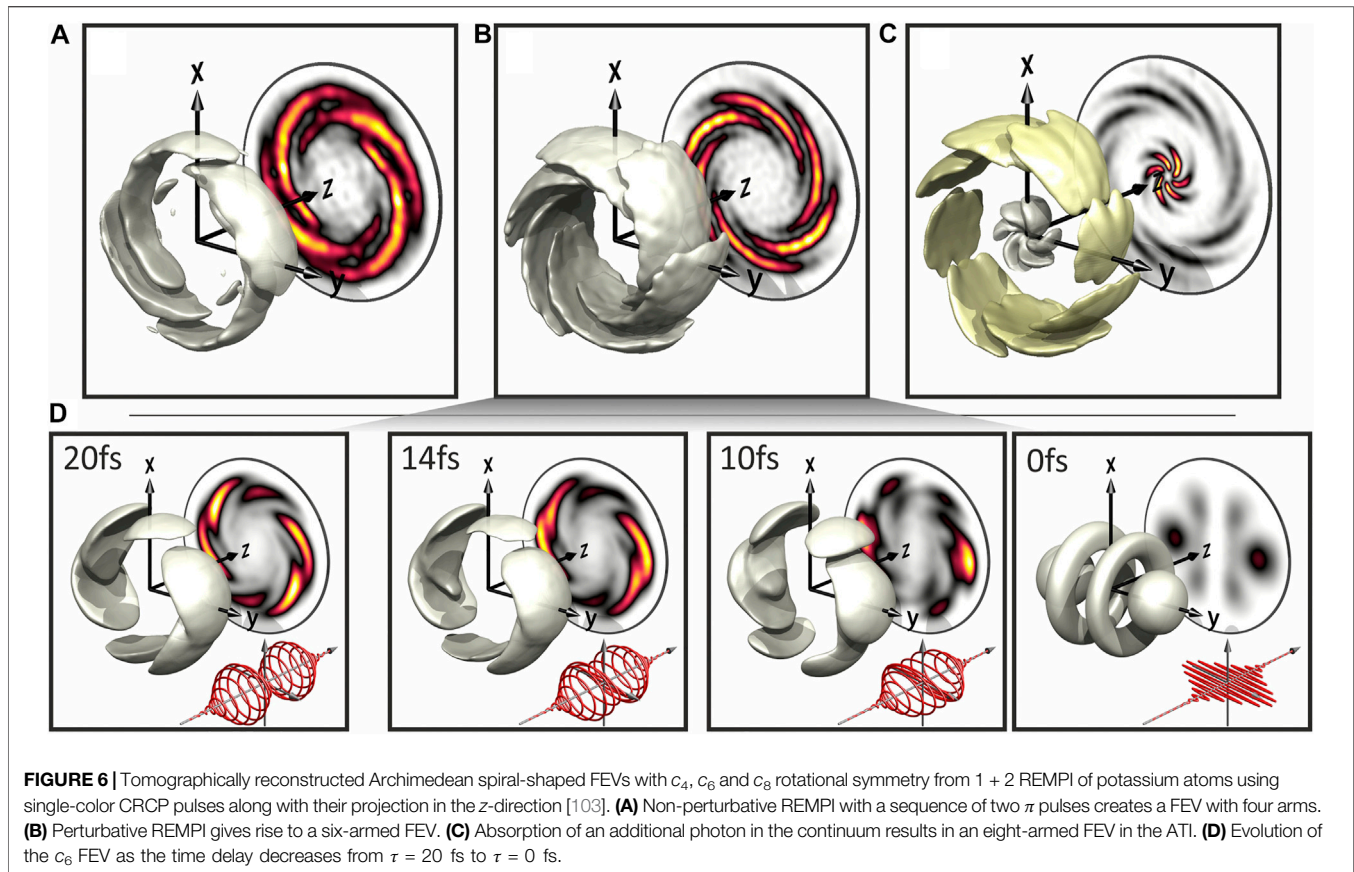 A
B
C
X
Z
y
X
Z
y
X
Z
y
D
20fs
X
Z
y
14fs
X
Z
y
10fs
X
Z
y
0fs
X
Z
y
FIGURE 6 | Tomographically reconstructed Archimedean spiral-shaped FEVs with c₄, c₆ and c₈ rotational symmetry from 1 + 2 REMPI of potassium atoms using
single-color CRCP pulses along with their projection in the z-direction [103]. (A) Non-perturbative REMPI with a sequence of two π pulses creates a FEV with four arms.
(B) Perturbative REMPI gives rise to a six-armed FEV. (C) Absorption of an additional photon in the continuum results in an eight-armed FEV in the ATI. (D) Evolution of
the c₆ FEV as the time delay decreases from τ = 20 fs to τ = 0 fs.